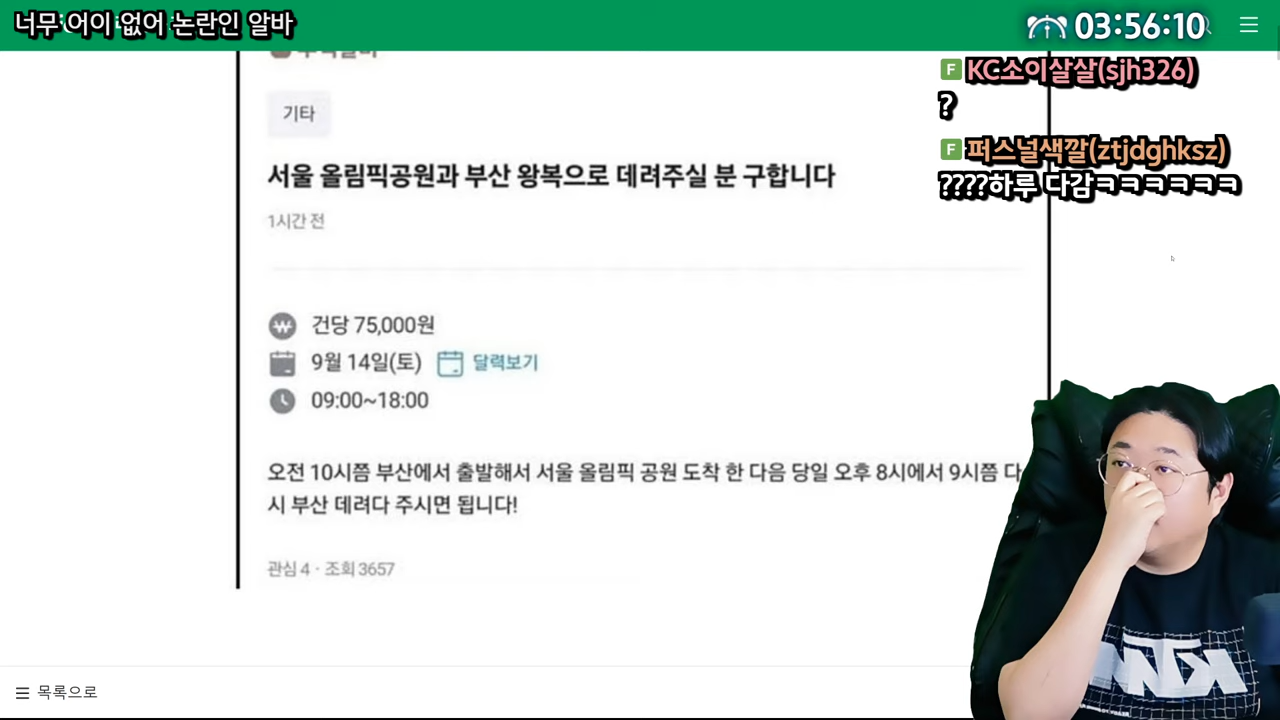 너무 어이 없어 논란인 알바
03:56:10
KC소이살살(sjh326)
?
퍼스널색깔(ztjdghksz)
????하루 다감ㅋㅋㅋㅋㅋㅋ
기타
서울 올림픽공원과 부산 왕복으로 데려주실 분 구합니다
1시간 전
건당 75,000원
9월 14일(토) 달력보기
09:00~18:00
오전 10시쯤 부산에서 출발해서 서울 올림픽 공원 도착 한 다음 당일 오후 8시에서 9시쯤 다
시 부산 데려다 주시면 됩니다!
관심 4 · 조회 3657
목록으로